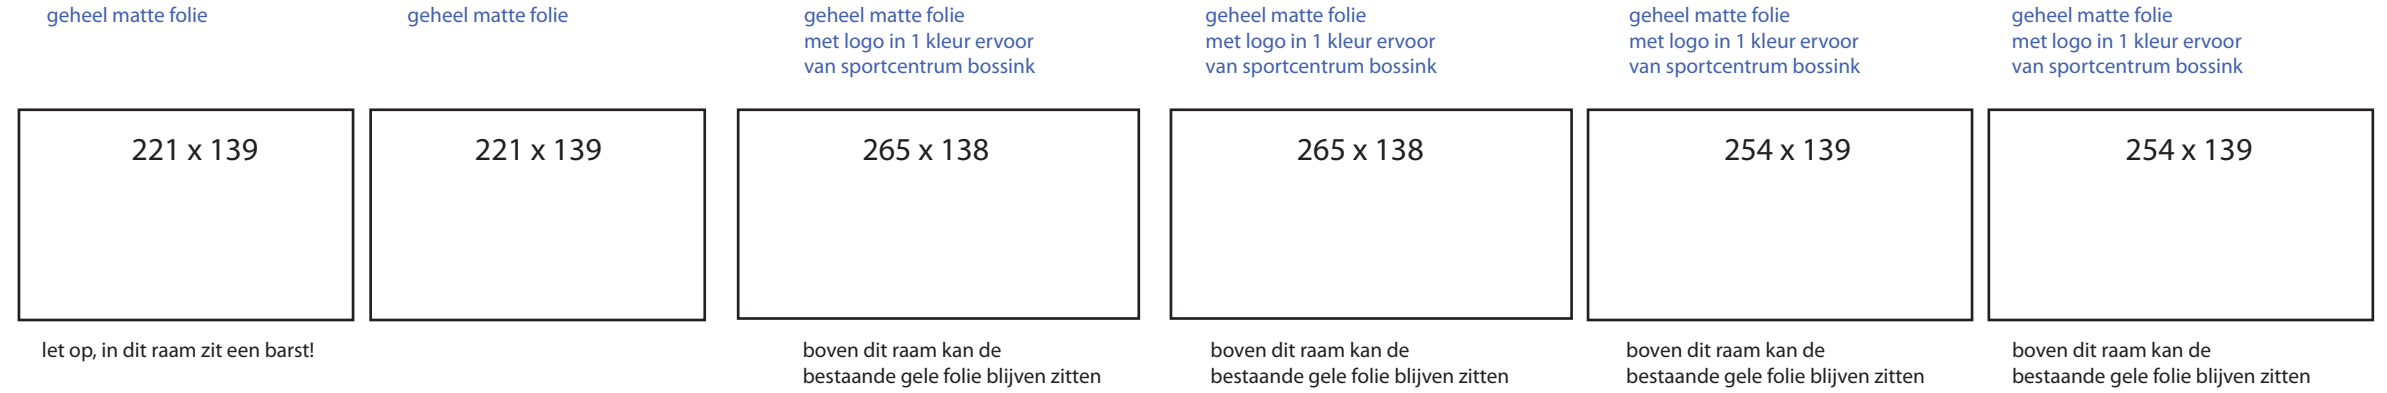 geheel matte folie
geheel matte folie
geheel matte folie
met logo in 1 kleur ervoor
van sportcentrum bossink
geheel matte folie
met logo in 1 kleur ervoor
van sportcentrum bossink
geheel matte folie
met logo in 1 kleur ervoor
van sportcentrum bossink
geheel matte folie
met logo in 1 kleur ervoor
van sportcentrum bossink
221 x 139
221 x 139
265 x 138
265 x 138
254 x 139
254 x 139
let op, in dit raam zit een barst!
boven dit raam kan de
bestaande gele folie blijven zitten
boven dit raam kan de
bestaande gele folie blijven zitten
boven dit raam kan de
bestaande gele folie blijven zitten
boven dit raam kan de
bestaande gele folie blijven zitten